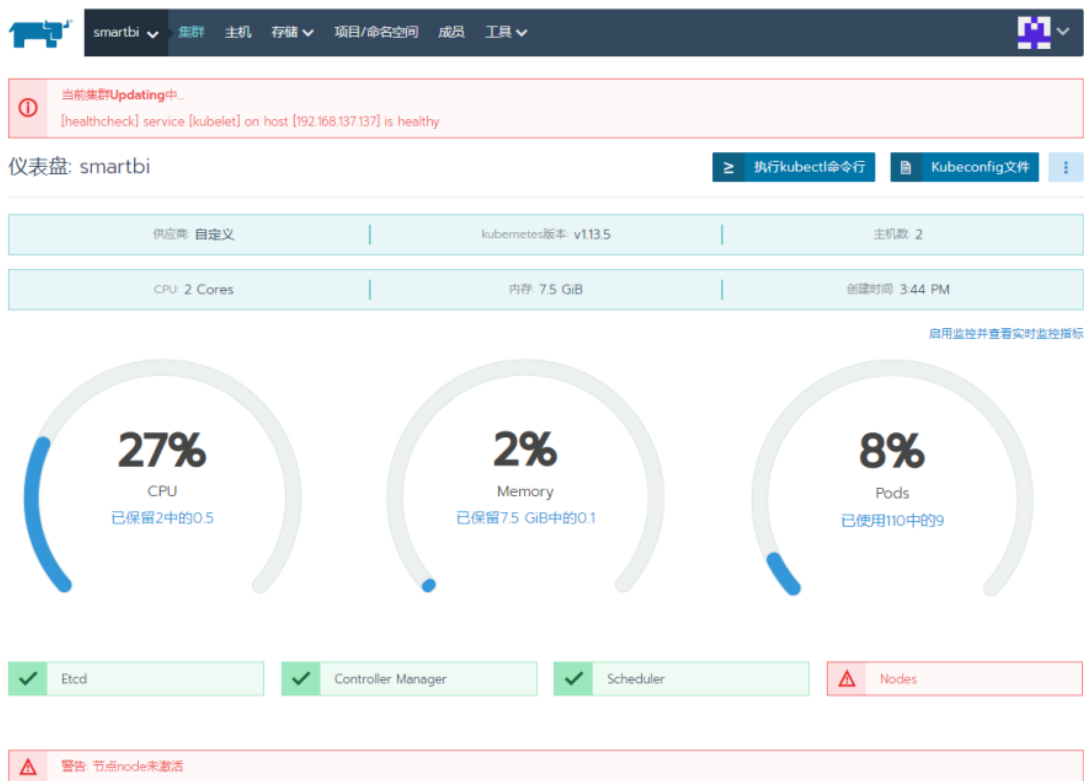 smartbi 集群 主机 存储 项目/命名空间 成员 工具
当前集群Updating中...
[healthcheck] service [kubelet] on host [192.168.137.137] is healthy
仪表盘: smartbi 执行kubectl命令行 Kubeconfig文件
供应商: 自定义 kubernetes版本: v1.13.5 主机数: 2
CPU: 2 Cores 内存: 7.5 GiB 创建时间: 3:44 PM
启用监控并查看实时监控指标
27% 2% 8%
CPU Memory Pods
已保留2中的0.5 已保留7.5 GiB中的0.1 已使用110中的9
Etcd Controller Manager Scheduler Nodes
警告: 节点node未激活